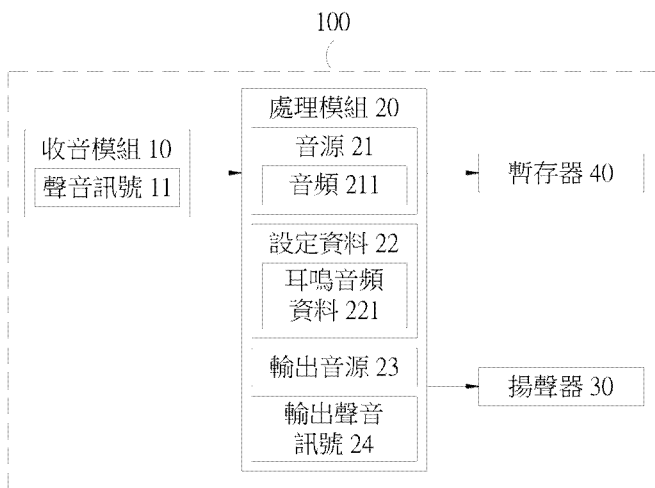 100
收音模組 10
聲音訊號 11
處理模組 20
音源 21
音頻 211
設定資料 22
耳鳴音頻
資料 221
輸出音源 23
輸出聲音
訊號 24
暫存器 40
揚聲器 30